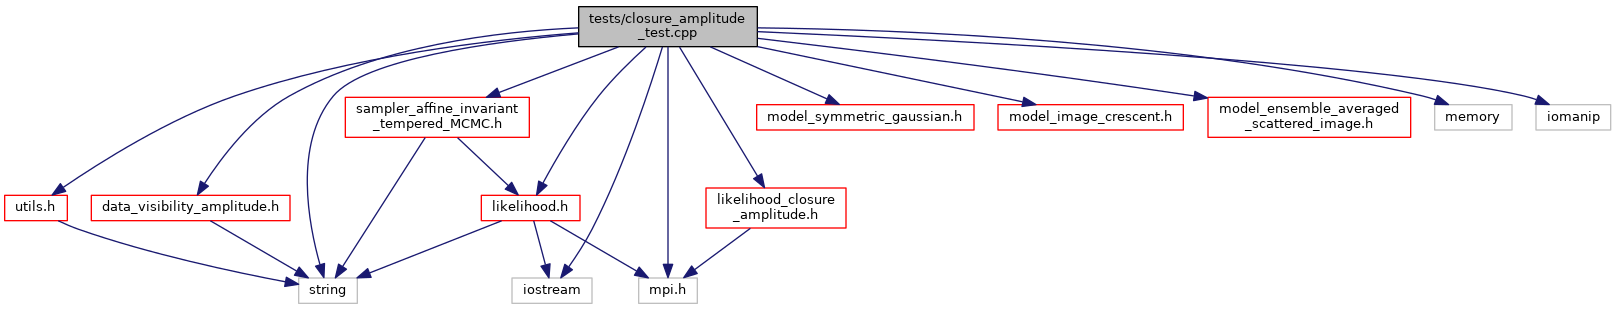 tests/closure_amplitude
_test.cpp
sampler_affine_invariant
_tempered_MCMC.h
model_symmetric_gaussian.h
model_image_crescent.h
model_ensemble_averaged
_scattered_image.h
memory
iomanip
utils.h
data_visibility_amplitude.h
likelihood.h
likelihood_closure
_amplitude.h
string
iostream
mpi.h